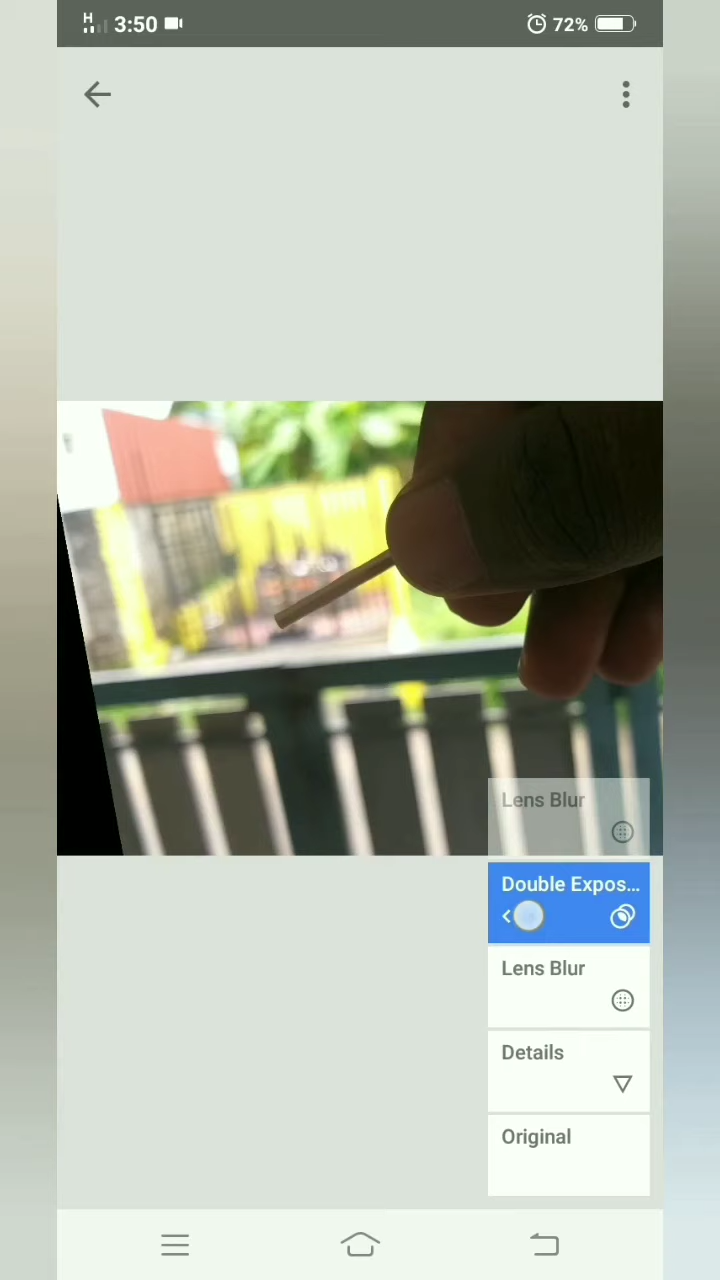 H 3:50
72%
Lens Blur
Double Expos...
Lens Blur
Details
Original